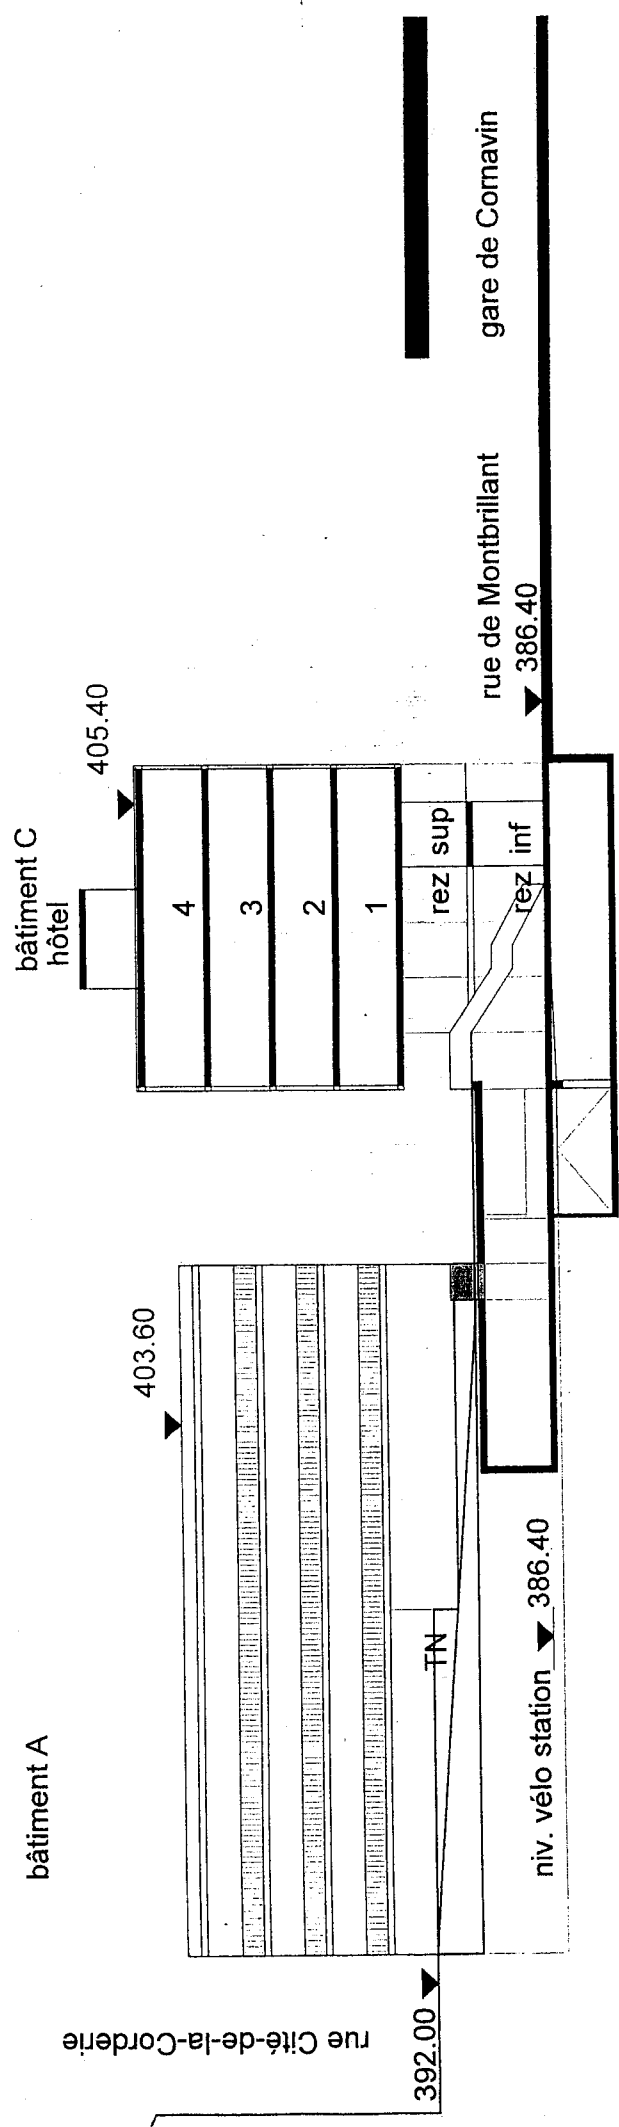 bâtiment A
bâtiment C
hôtel
403.60
405.40
4
3
2
1
rez sup
rez inf
TN
rue Cité-de-la-Corderie
392.00
niv. vélo station
386.40
rue de Montbrillant
386.40
gare de Cornavin